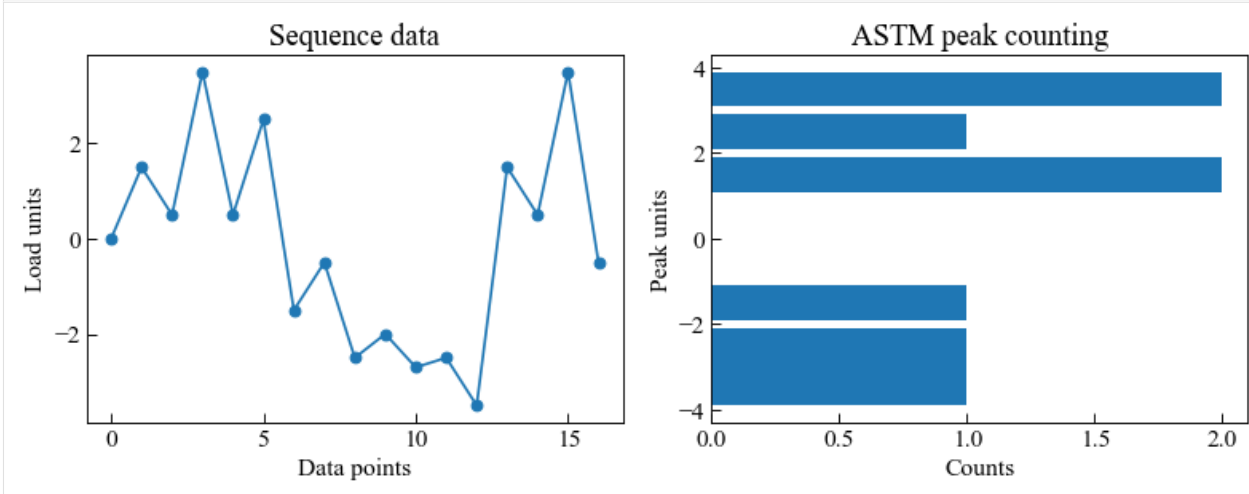 Sequence data
2
0
−2
Load units
0
5
10
15
Data points
ASTM peak counting
4
2
0
−2
−4
Peak units
0.0
0.5
1.0
1.5
2.0
Counts